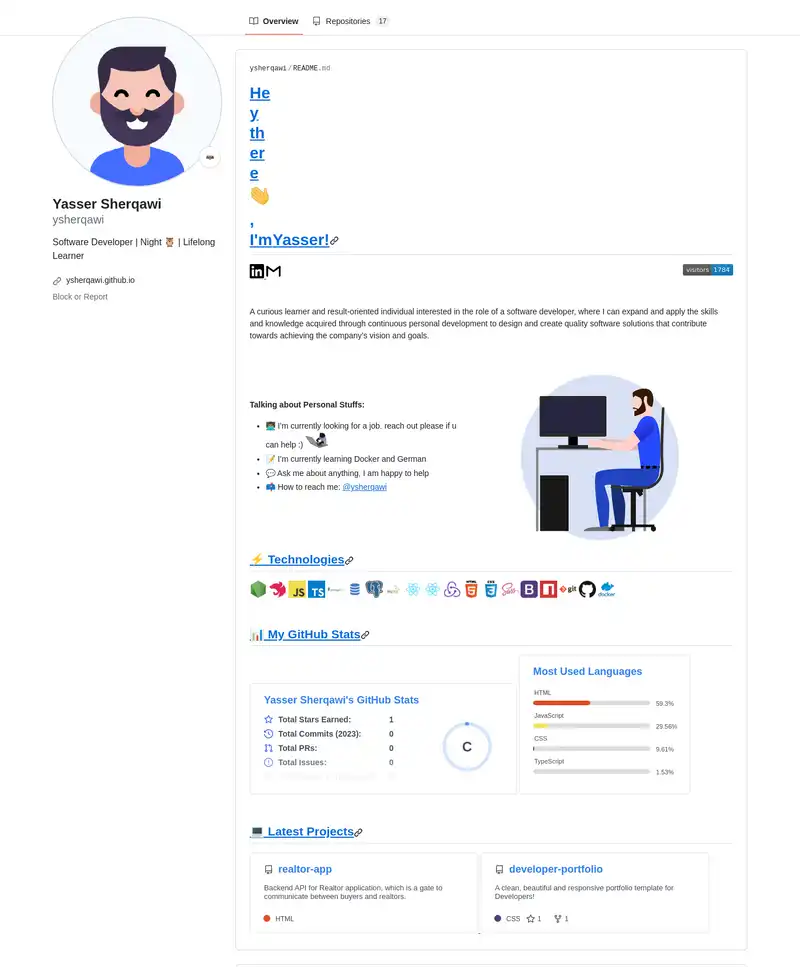 Overview
Repositories 17
ysherqawi/README.md
He
y
th
er
e
👋
,
I'mYasser!
Yasser Sherqawi
ysherqawi
Software Developer | Night 🦉 | Lifelong
Learner
ysherqawi.github.io
Block or Report
in M
visitors 1784
A curious learner and result-oriented individual interested in the role of a software developer, where I can expand and apply the skills
and knowledge acquired through continuous personal development to design and create quality software solutions that contribute
towards achieving the company's vision and goals.
Talking about Personal Stuffs:
👨🏻‍💻 I'm currently looking for a job. reach out please if u
can help :)
📝 I'm currently learning Docker and German
💬 Ask me about anything, I am happy to help
📫 How to reach me: @ysherqawi
⚡ Technologies
JS TS HTML 5 CSS 3 Sass B git docker
📊 My GitHub Stats
Yasser Sherqawi's GitHub Stats
Total Stars Earned: 1
Total Commits (2023): 0
Total PRs: 0
Total Issues: 0
C
Most Used Languages
HTML
59.3%
JavaScript
29.56%
CSS
9.61%
TypeScript
1.53%
💻 Latest Projects
realtor-app
Backend API for Realtor application, which is a gate to
communicate between buyers and realtors.
HTML
developer-portfolio
A clean, beautiful and responsive portfolio template for
Developers!
CSS 1 1